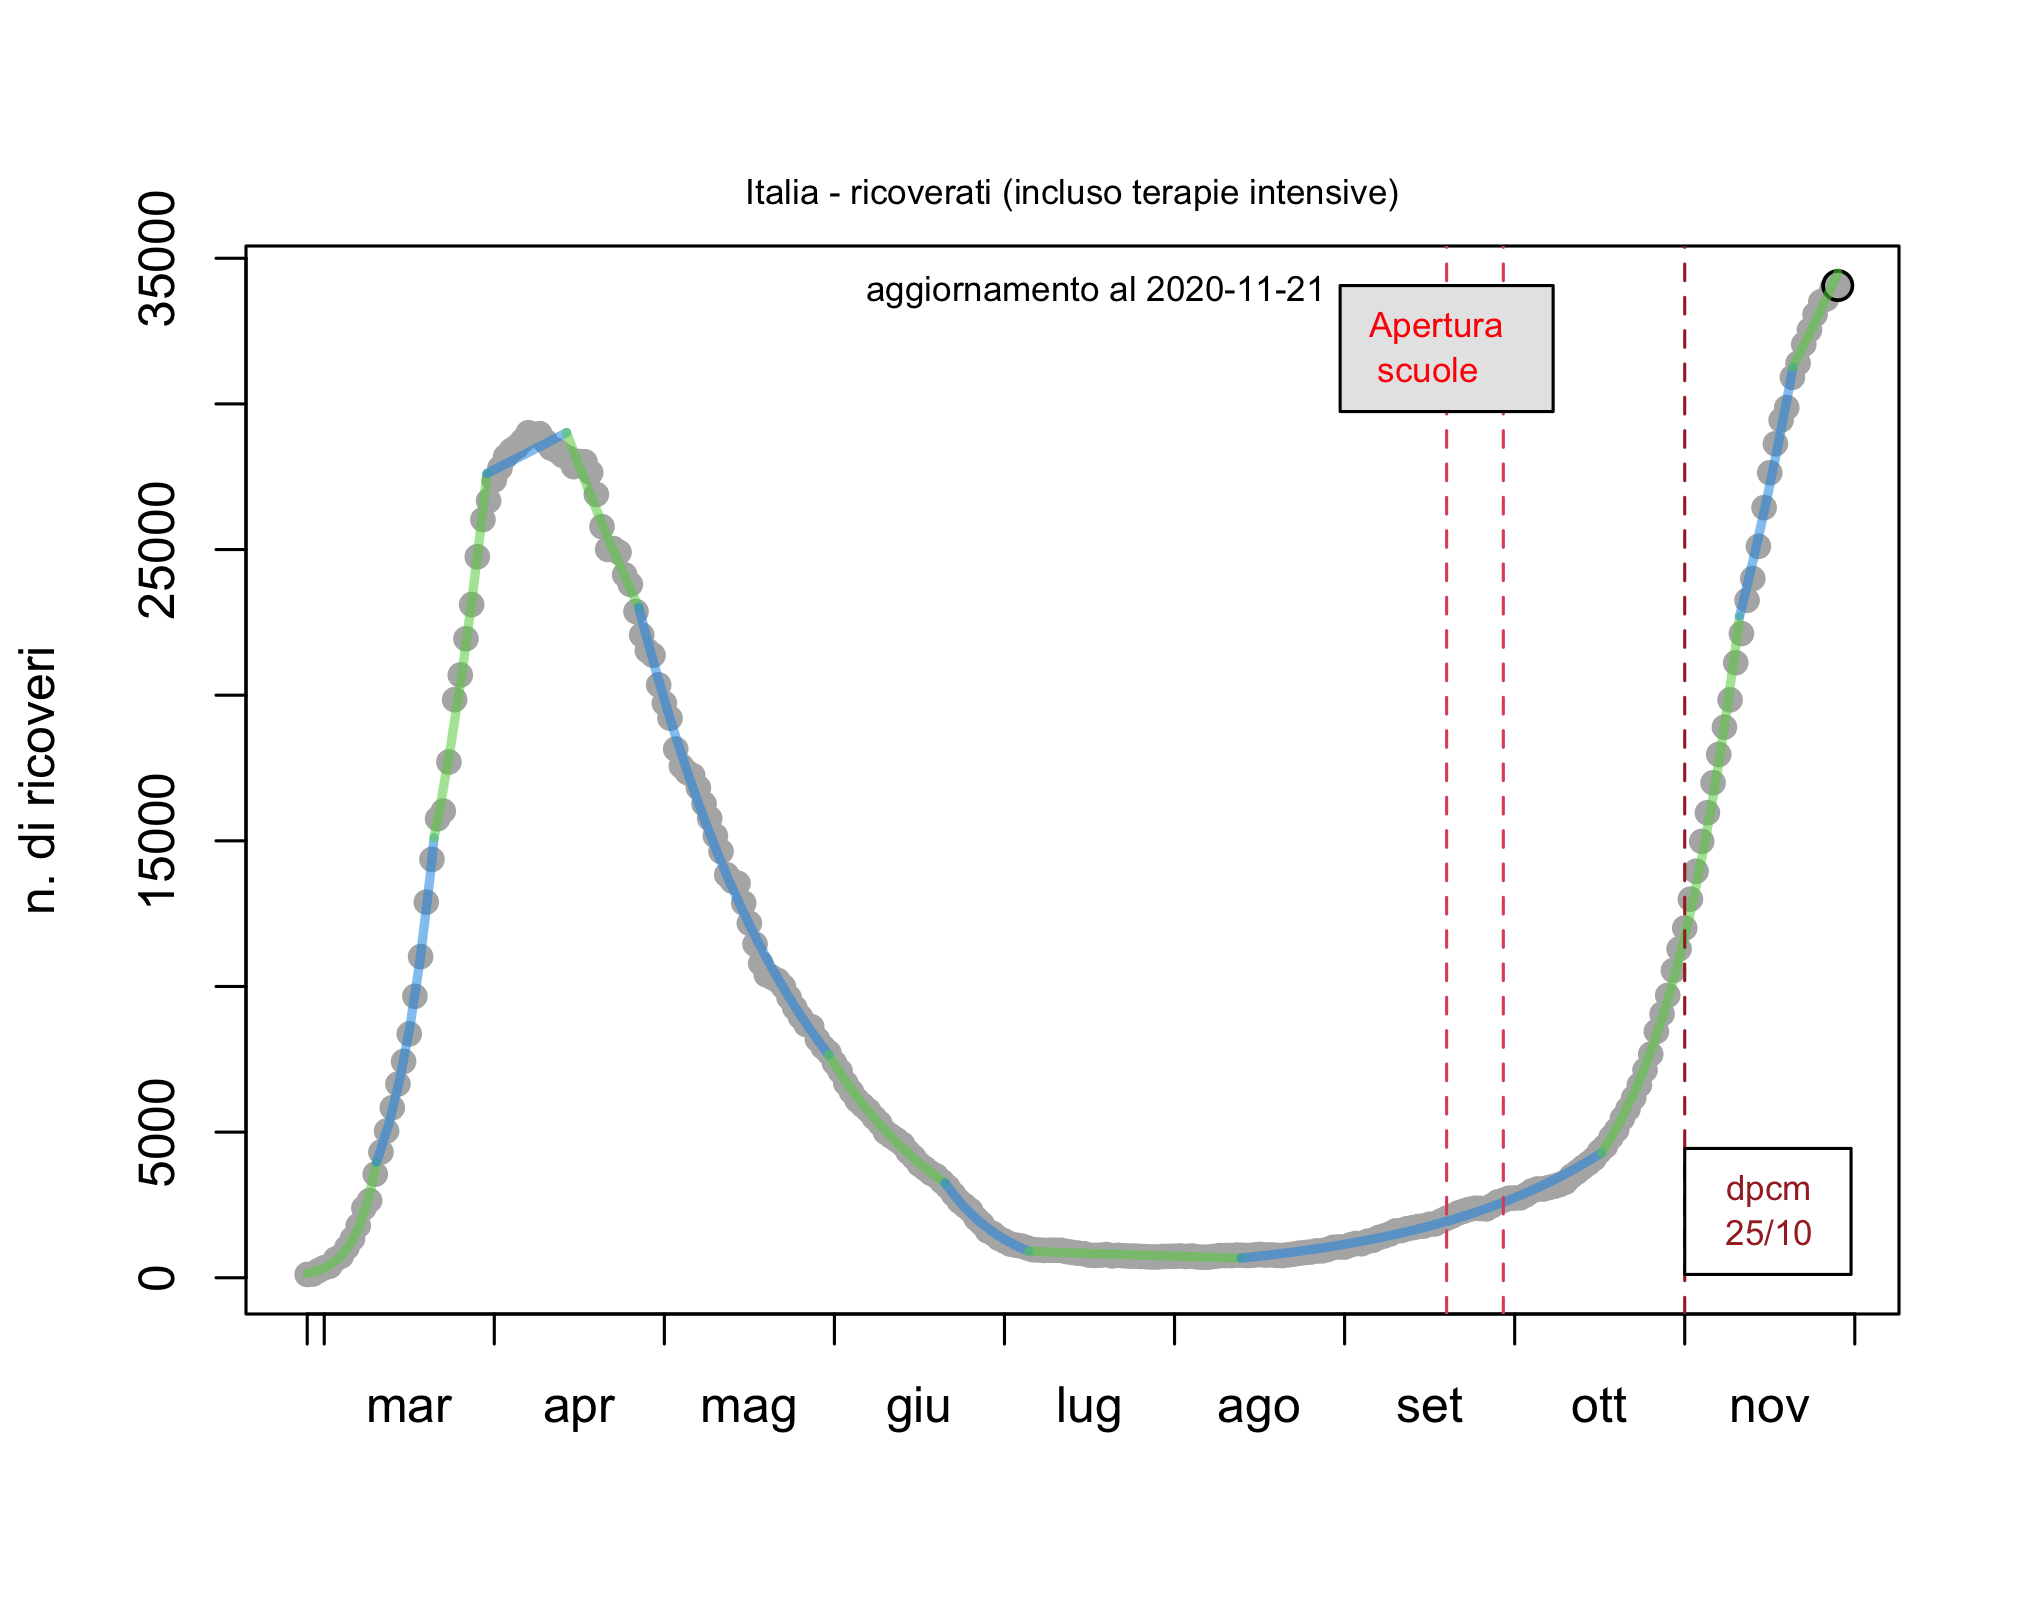 Italia - ricoverati (incluso terapie intensive)
aggiornamento al 2020-11-21
Apertura
scuole
n. di ricoveri
35000
25000
15000
5000
0
dpcm
25/10
mar apr mag giu lug ago set ott nov